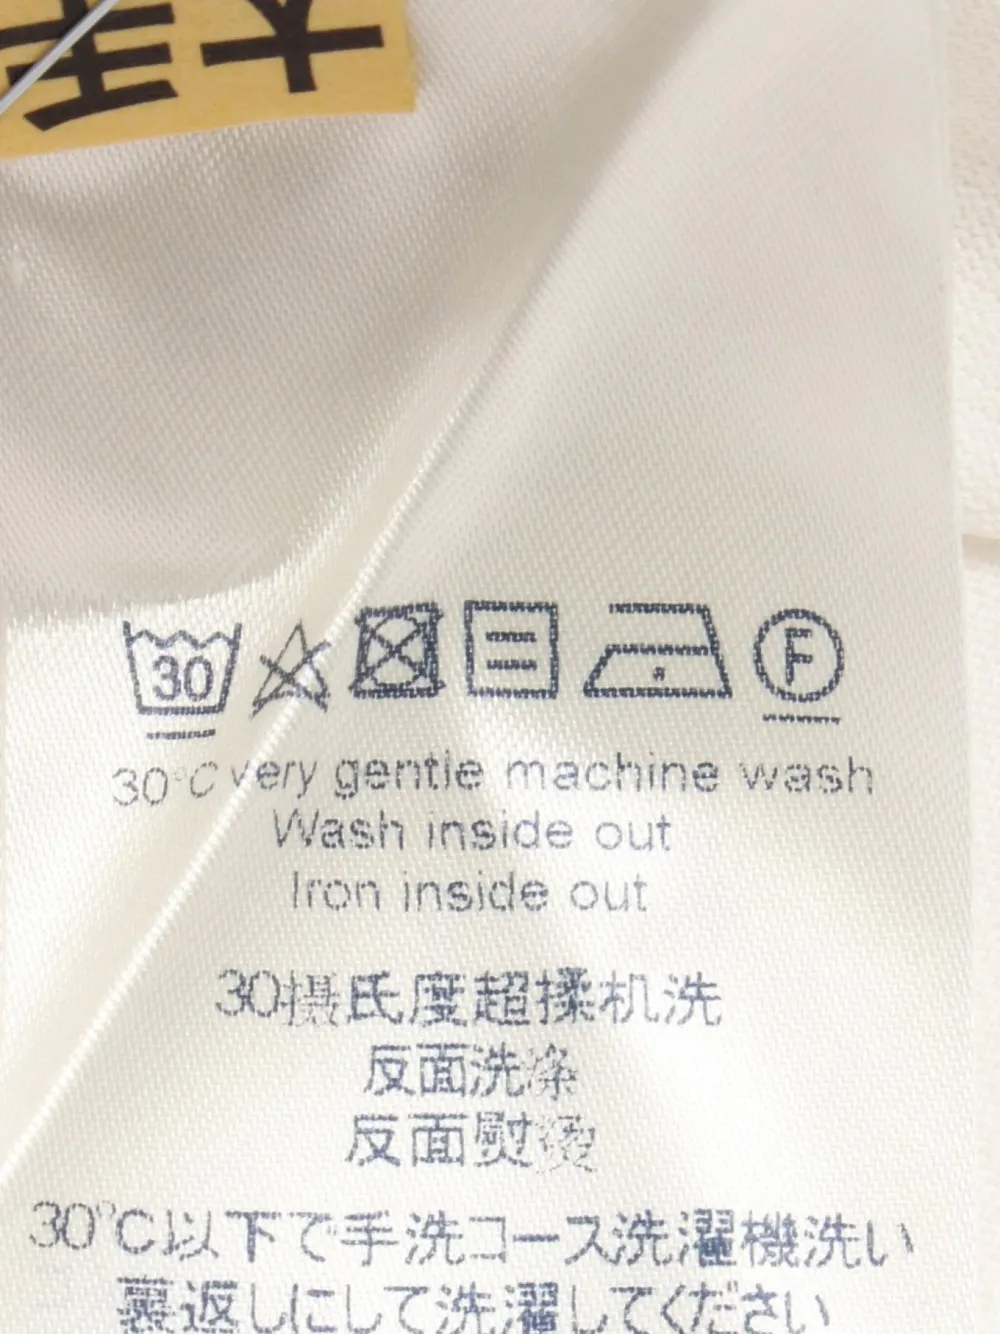 30
F
30°C very gentle machine wash
Wash inside out
Iron inside out
30摄氏度超揉机洗
反面洗涤
反面熨烫
30℃以下で手洗コース洗濯機洗い
裏返しにして洗濯してください